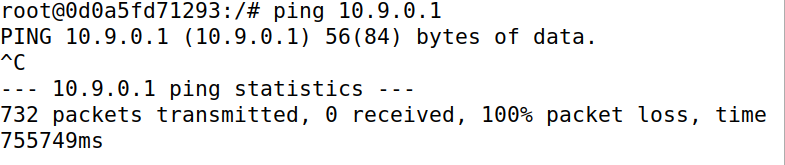 root@0d0a5fd71293:/# ping 10.9.0.1
PING 10.9.0.1 (10.9.0.1) 56(84) bytes of data.
^C
--- 10.9.0.1 ping statistics ---
732 packets transmitted, 0 received, 100% packet loss, time
755749ms